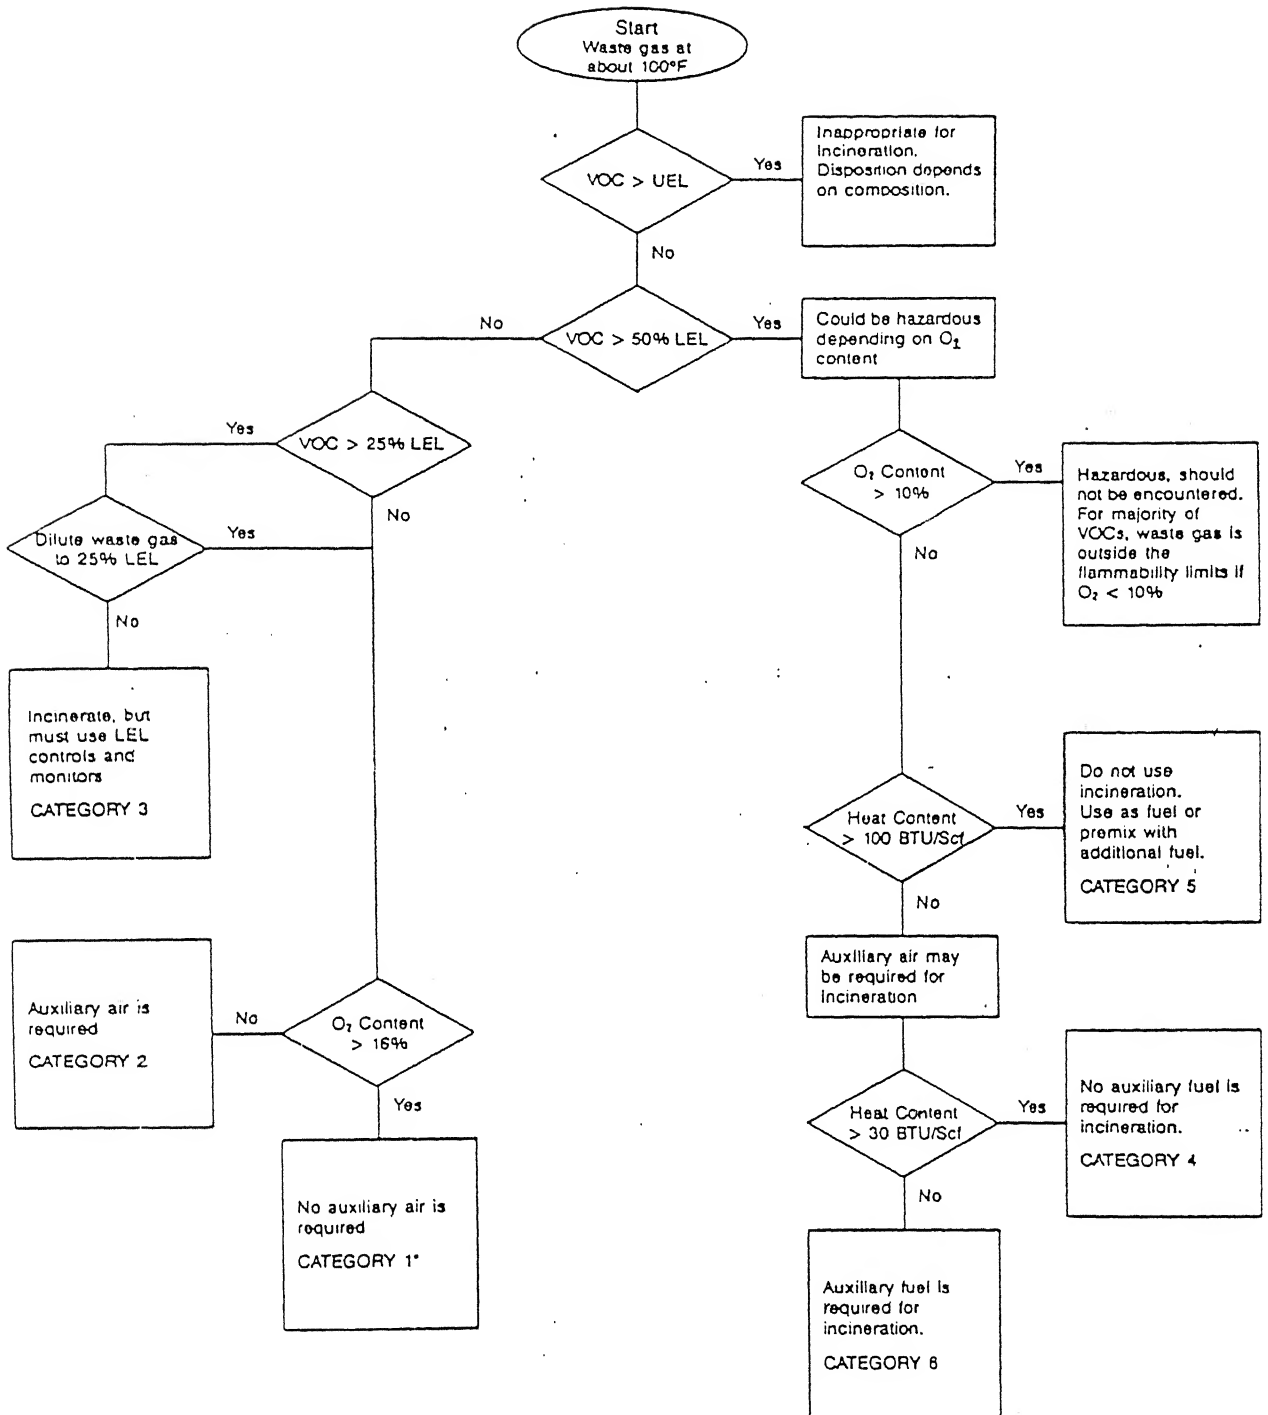 Start
Waste gas at
about 100°F
VOC > UEL
Yes
Inappropriate for
Incineration.
Disposition depends
on composition.
No
VOC > 50% LEL
No
Yes
Could be hazardous
depending on O₂
content
VOC > 25% LEL
Yes
No
O₂ Content
> 10%
Yes
Hazardous, should
not be encountered.
For majority of
VOCs, waste gas is
outside the
flammability limits if
O₂ < 10%
No
Dilute waste gas
to 25% LEL
Yes
No
Incinerate, but
must use LEL
controls and
monitors
CATEGORY 3
Heat Content
> 100 BTU/Scf
Yes
Do not use
incineration.
Use as fuel or
premix with
additional fuel.
CATEGORY 5
No
Auxiliary air may
be required for
Incineration
O₂ Content
> 16%
No
Auxiliary air is
required
CATEGORY 2
Yes
No auxiliary air is
required
CATEGORY 1*
Heat Content
> 30 BTU/Scf
Yes
No auxiliary fuel is
required for
incineration.
CATEGORY 4
No
Auxiliary fuel is
required for
incineration.
CATEGORY 6